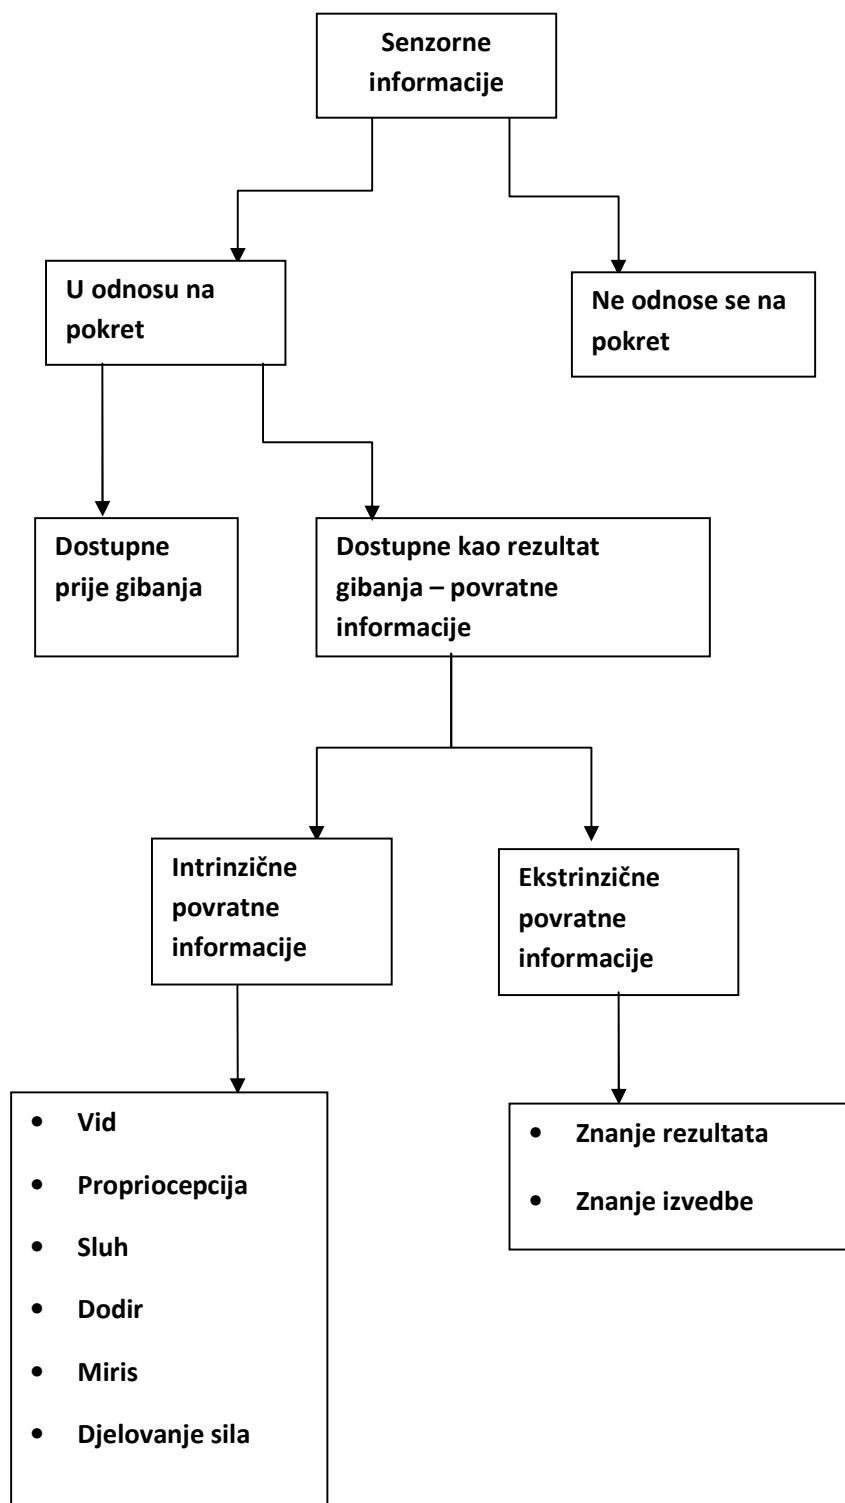 Senzorne
informacije
U odnosu na
pokret
Ne odnose se na
pokret
Dostupne
prije gibanja
Dostupne kao rezultat
gibanja – povratne
informacije
Intrinzične
povratne
informacije
Ekstrinzične
povratne
informacije
• Vid
• Propriocepcija
• Sluh
• Dodir
• Miris
• Djelovanje sila
• Znanje rezultata
• Znanje izvedbe